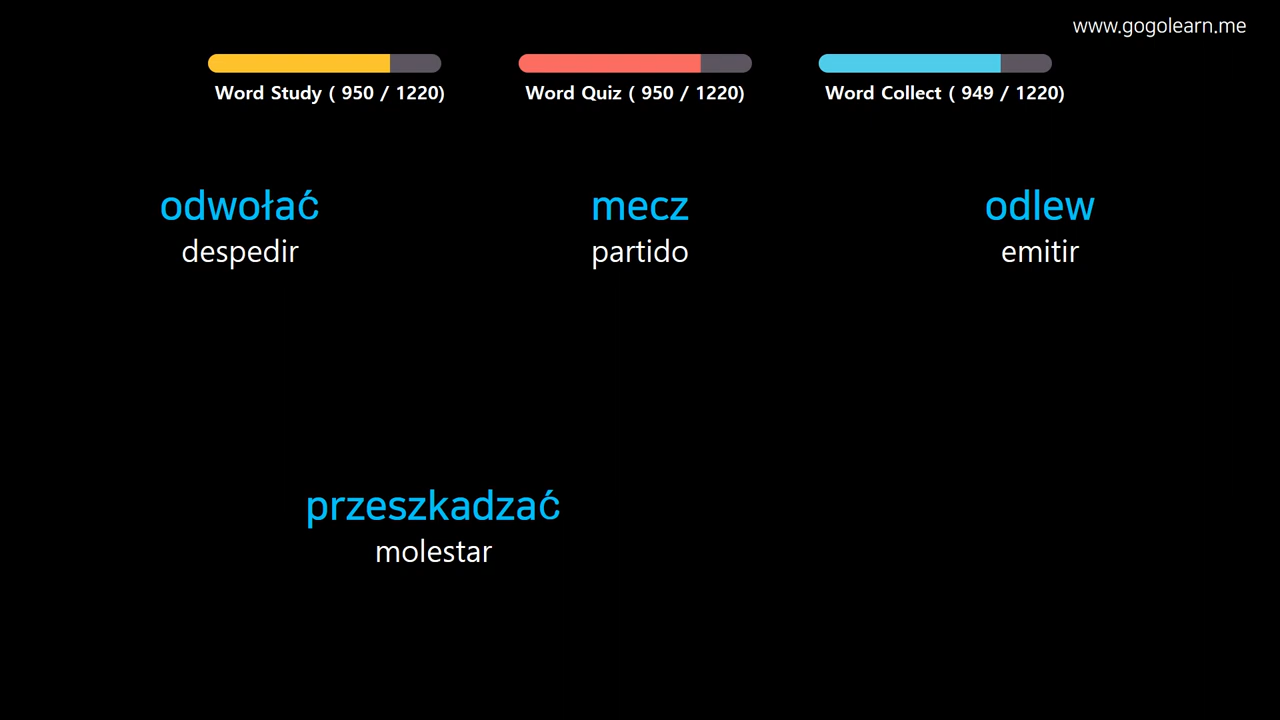 www.gogolearn.me
Word Study ( 950 / 1220)
Word Quiz ( 950 / 1220)
Word Collect ( 949 / 1220)
odwołać
despedir
mecz
partido
odlew
emitir
przeszkadzać
molestar